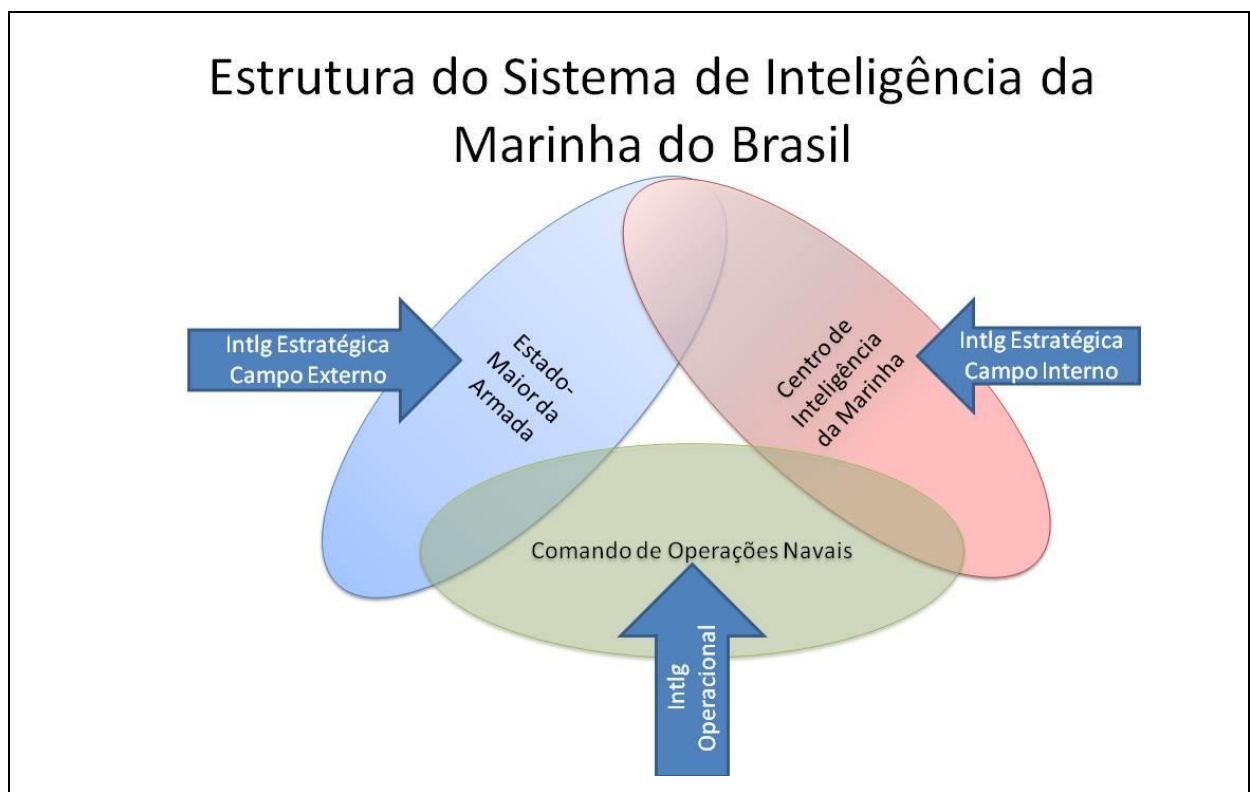 Estrutura do Sistema de Inteligência da
Marinha do Brasil
Intlg Estratégica
Campo Externo
Estado-
Maior da
Armada
Centro de
Inteligência
da Marinha
Intlg Estratégica
Campo Interno
Comando de Operações Navais
Intlg
Operacional